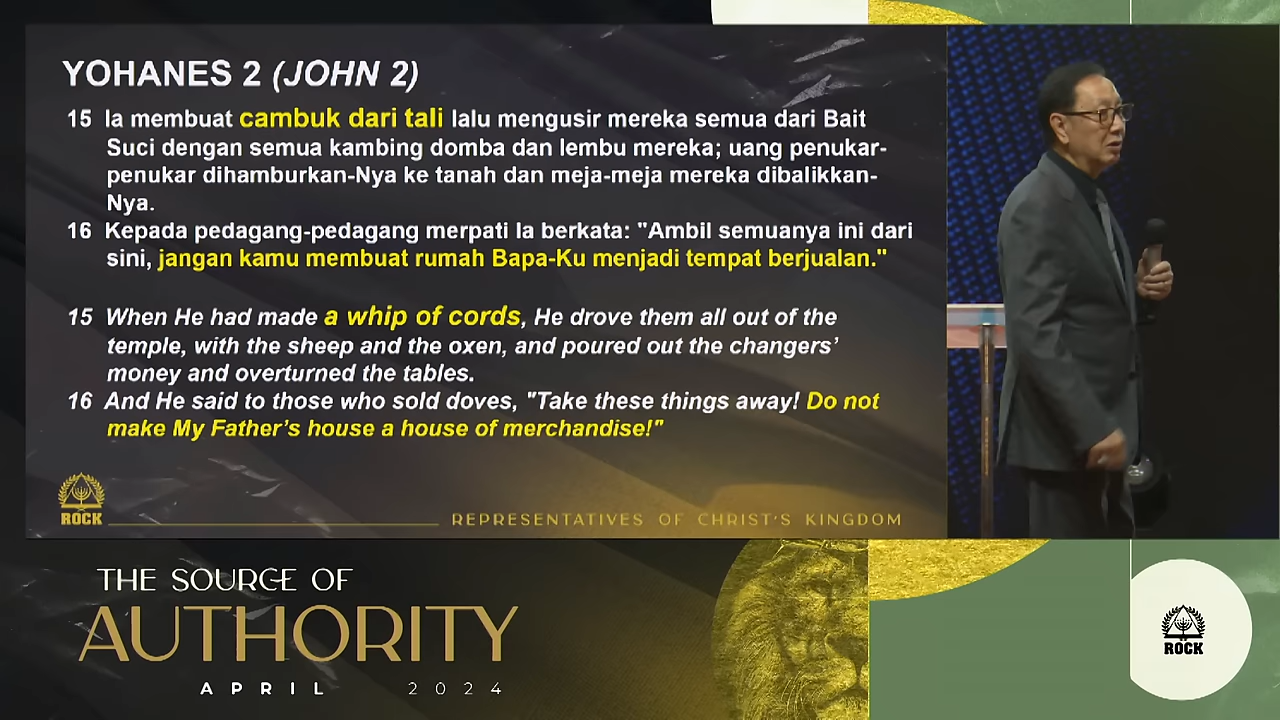 YOHANES 2 (JOHN 2)
15 Ia membuat cambuk dari tali lalu mengusir mereka semua dari Bait
Suci dengan semua kambing domba dan lembu mereka; uang penukar-
penukar dihamburkan-Nya ke tanah dan meja-meja mereka dibalikkan-
Nya.
16 Kepada pedagang-pedagang merpati Ia berkata: "Ambil semuanya ini dari
sini, jangan kamu membuat rumah Bapa-Ku menjadi tempat berjualan."
15 When He had made a whip of cords, He drove them all out of the
temple, with the sheep and the oxen, and poured out the changers’
money and overturned the tables.
16 And He said to those who sold doves, "Take these things away! Do not
make My Father’s house a house of merchandise!"
ROCK
REPRESENTATIVES OF CHRIST'S KINGDOM
THE SOURCE OF
AUTHORITY
APRIL 2024
ROCK